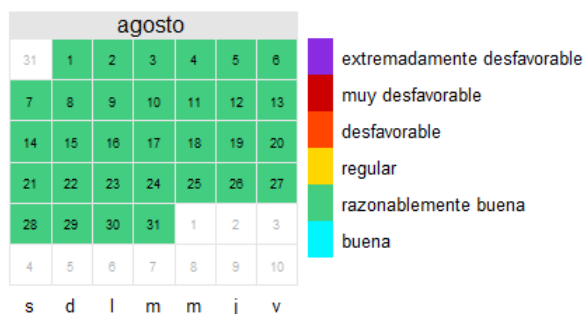 agosto
31 1 2 3 4 5 6
7 8 9 10 11 12 13
14 15 16 17 18 19 20
21 22 23 24 25 26 27
28 29 30 31 1 2 3
4 5 6 7 8 9 10
s d l m m j v
extremadamente desfavorable
muy desfavorable
desfavorable
regular
razonablemente buena
buena